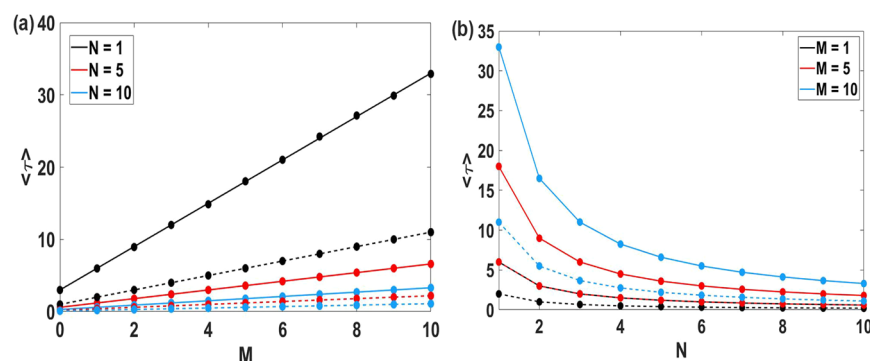 (a)
40
30
20
10
0
<τ>
N = 1
N = 5
N = 10
0 2 4 6 8 10
M
(b)
35
30
25
20
15
10
5
0
<τ>
M = 1
M = 5
M = 10
2 4 6 8 10
N